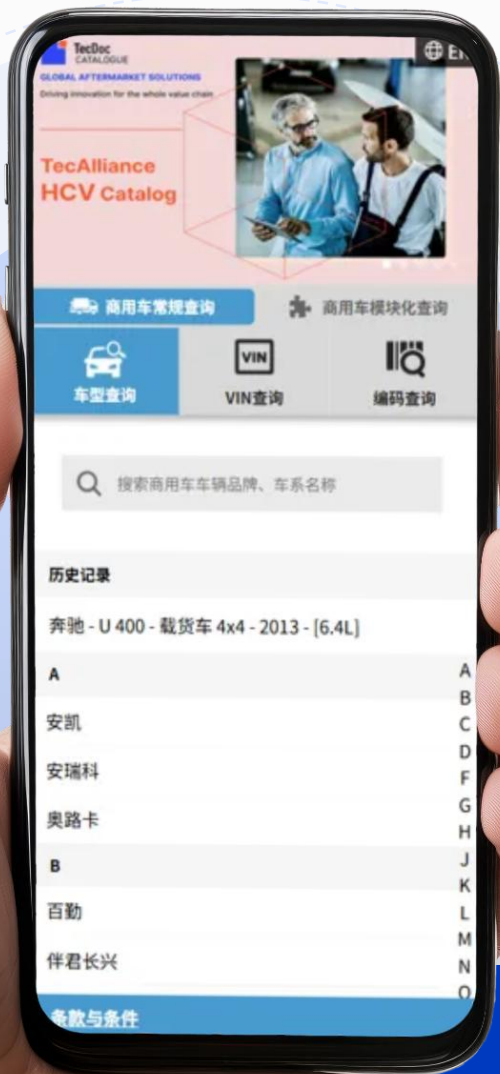 TecDoc
CATALOGUE
GLOBAL AFTERMARKET SOLUTIONS
Driving innovation for the whole value chain
TecAlliance
HCV Catalog
商用车常规查询
商用车模块化查询
车型查询
VIN
VIN查询
编码查询
搜索商用车车辆品牌、车系名称
历史记录
奔驰 - U 400 - 载货车 4x4 - 2013 - [6.4L]
A
安凯
安瑞科
奥路卡
B
百勤
伴君长兴
A
B
C
D
F
G
H
J
K
L
M
N
条款与条件